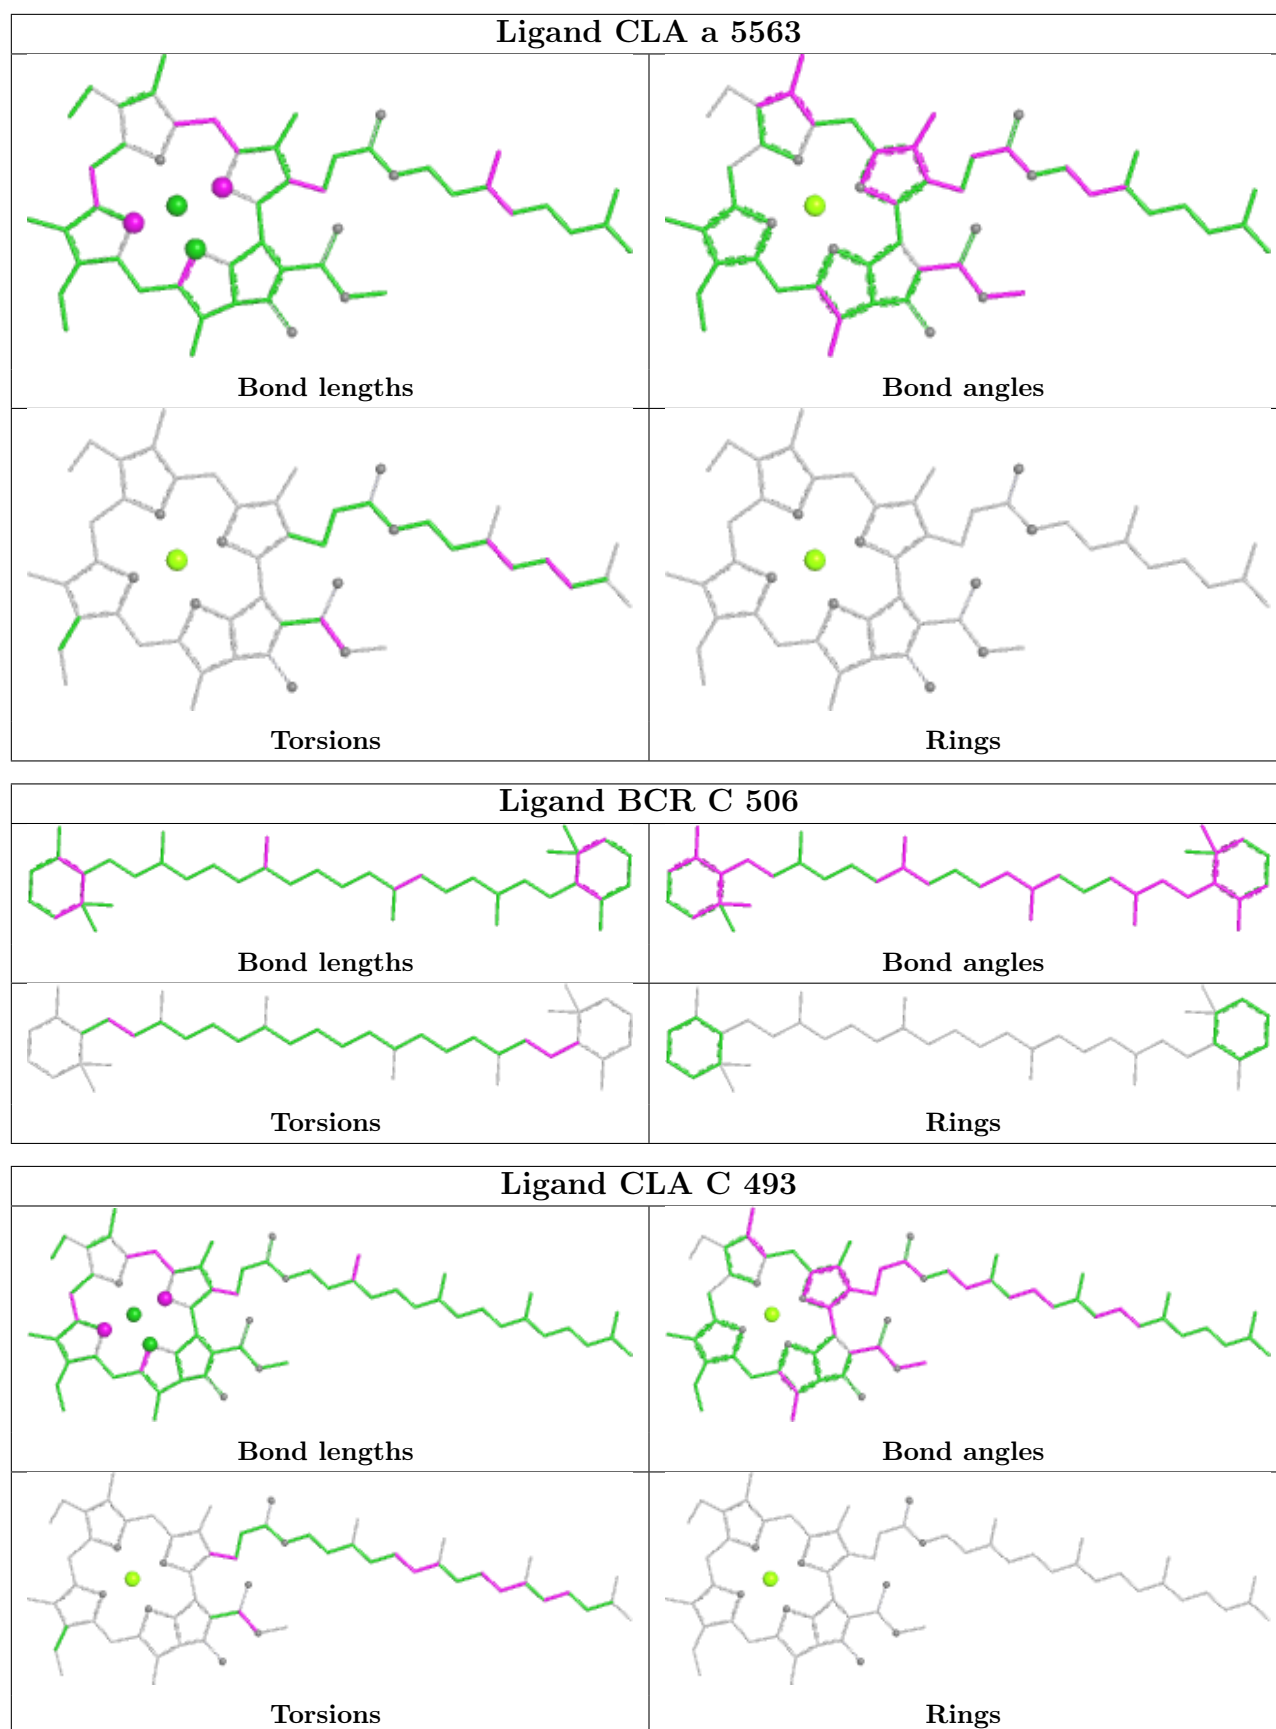 Ligand CLA a 5563
Bond lengths
Bond angles
Torsions
Rings
Ligand BCR C 506
Bond lengths
Bond angles
Torsions
Rings
Ligand CLA C 493
Bond lengths
Bond angles
Torsions
Rings